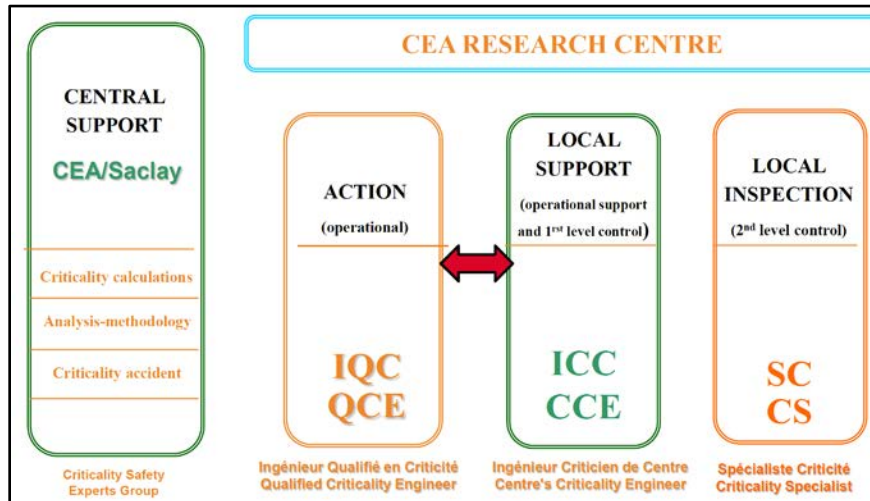 CEA RESEARCH CENTRE
CENTRAL
SUPPORT
CEA/Saclay
Criticality calculations
Analysis-methodology
Criticality accident
Criticality Safety
Experts Group
ACTION
(operational)
IQC
QCE
Ingénieur Qualifié en Criticité
Qualified Criticality Engineer
LOCAL
SUPPORT
(operational support
and 1rst level control)
ICC
CCE
Ingénieur Criticien de Centre
Centre's Criticality Engineer
LOCAL
INSPECTION
(2nd level control)
SC
CS
Spécialiste Criticité
Criticality Specialist